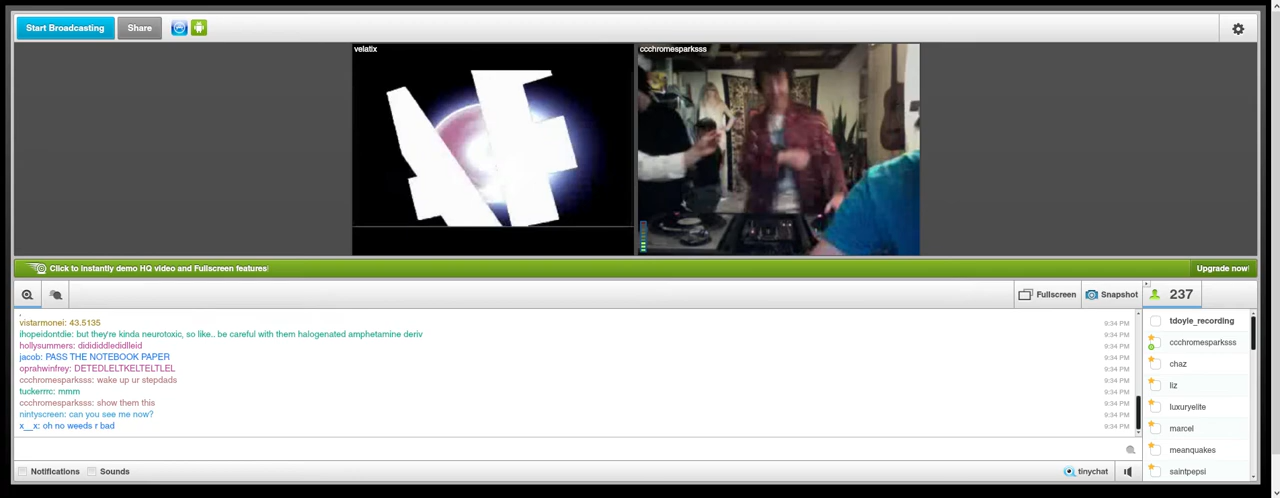 Start Broadcasting
Share
velatix
ccchromesparksss
Click to instantly demo HQ video and Fullscreen features!
Upgrade now!
Fullscreen
Snapshot
237
vistarmonei: 43.5135
9:34 PM
ihopeidontdie: but they're kinda neurotoxic, so like.. be careful with them halogenated amphetamine deriv
9:34 PM
hollysummers: didididdledidlleid
9:34 PM
jacob: PASS THE NOTEBOOK PAPER
9:34 PM
oprahwinfrey: DETEDLELTKELTELTLEL
9:34 PM
ccchromesparksss: wake up ur stepdads
9:34 PM
tuckerrrc: mmm
9:34 PM
ccchromesparksss: show them this
9:34 PM
nintyscreen: can you see me now?
9:34 PM
x__x: oh no weeds r bad
9:34 PM
tdoyle_recording
ccchromesparksss
chaz
liz
luxuryelite
marcel
meanquakes
saintpepsi
Notifications
Sounds
tinychat